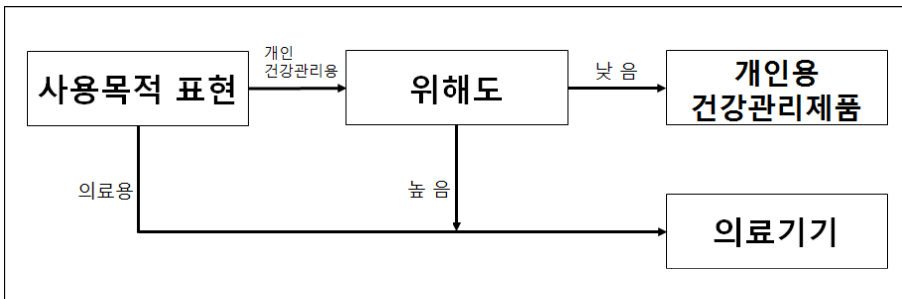 개인
건강관리용
사용목적 표현
위해도
낮 음
개인용
건강관리제품
의료용
높 음
의료기기